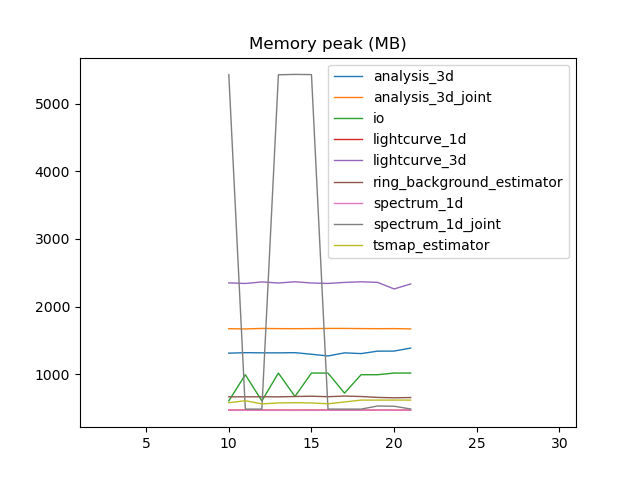 Memory peak (MB)
5000
4000
3000
2000
1000
analysis_3d
analysis_3d_joint
io
lightcurve_1d
lightcurve_3d
ring_background_estimator
spectrum_1d
spectrum_1d_joint
tsmap_estimator
5 10 15 20 25 30